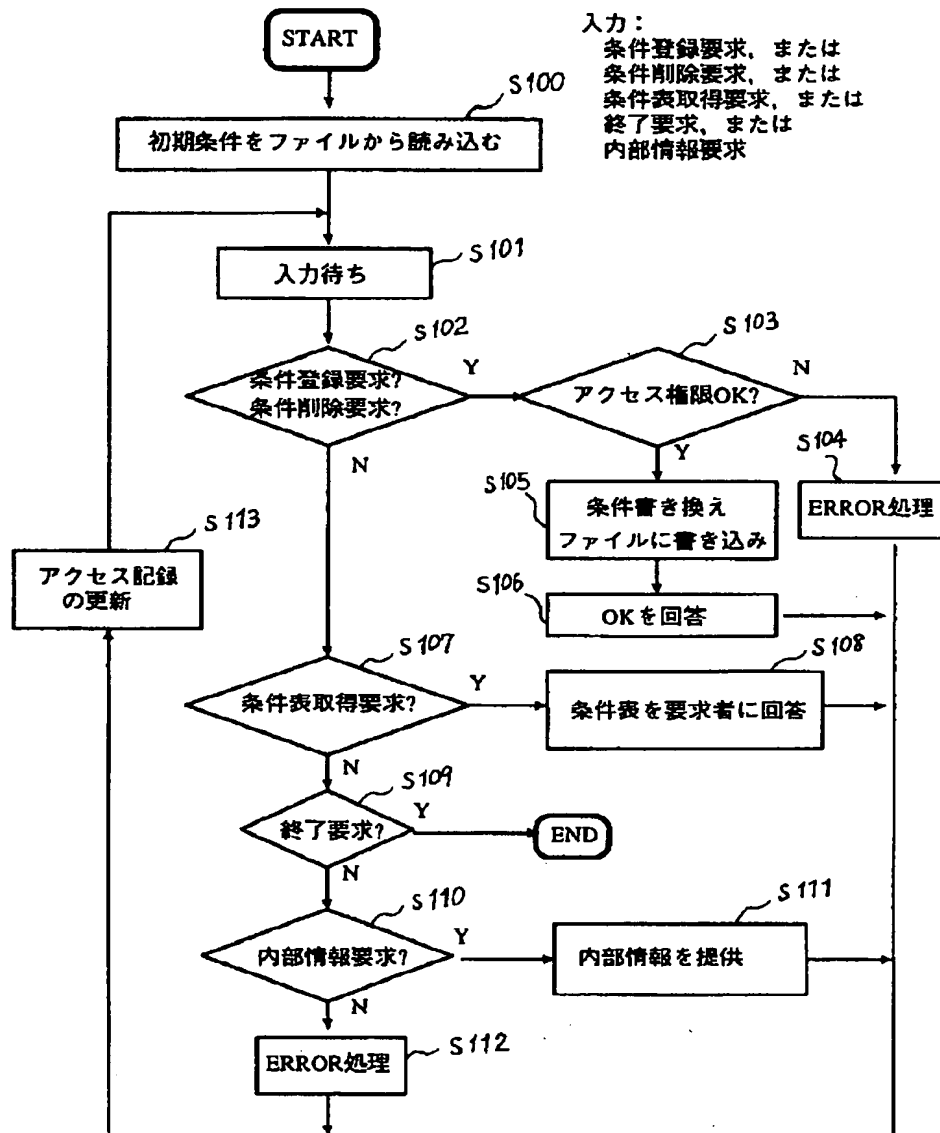 START
入力：
条件登録要求，または
条件削除要求，または
条件表取得要求，または
終了要求，または
内部情報要求
S100
初期条件をファイルから読み込む
S101
入力待ち
S102
条件登録要求?
条件削除要求?
Y
N
S103
アクセス権限OK?
N
Y
S104
ERROR処理
S105
条件書き換え
ファイルに書き込み
S106
OKを回答
S113
アクセス記録
の更新
S107
条件表取得要求?
Y
N
S108
条件表を要求者に回答
S109
終了要求?
Y
N
END
S110
内部情報要求?
Y
N
S111
内部情報を提供
S112
ERROR処理